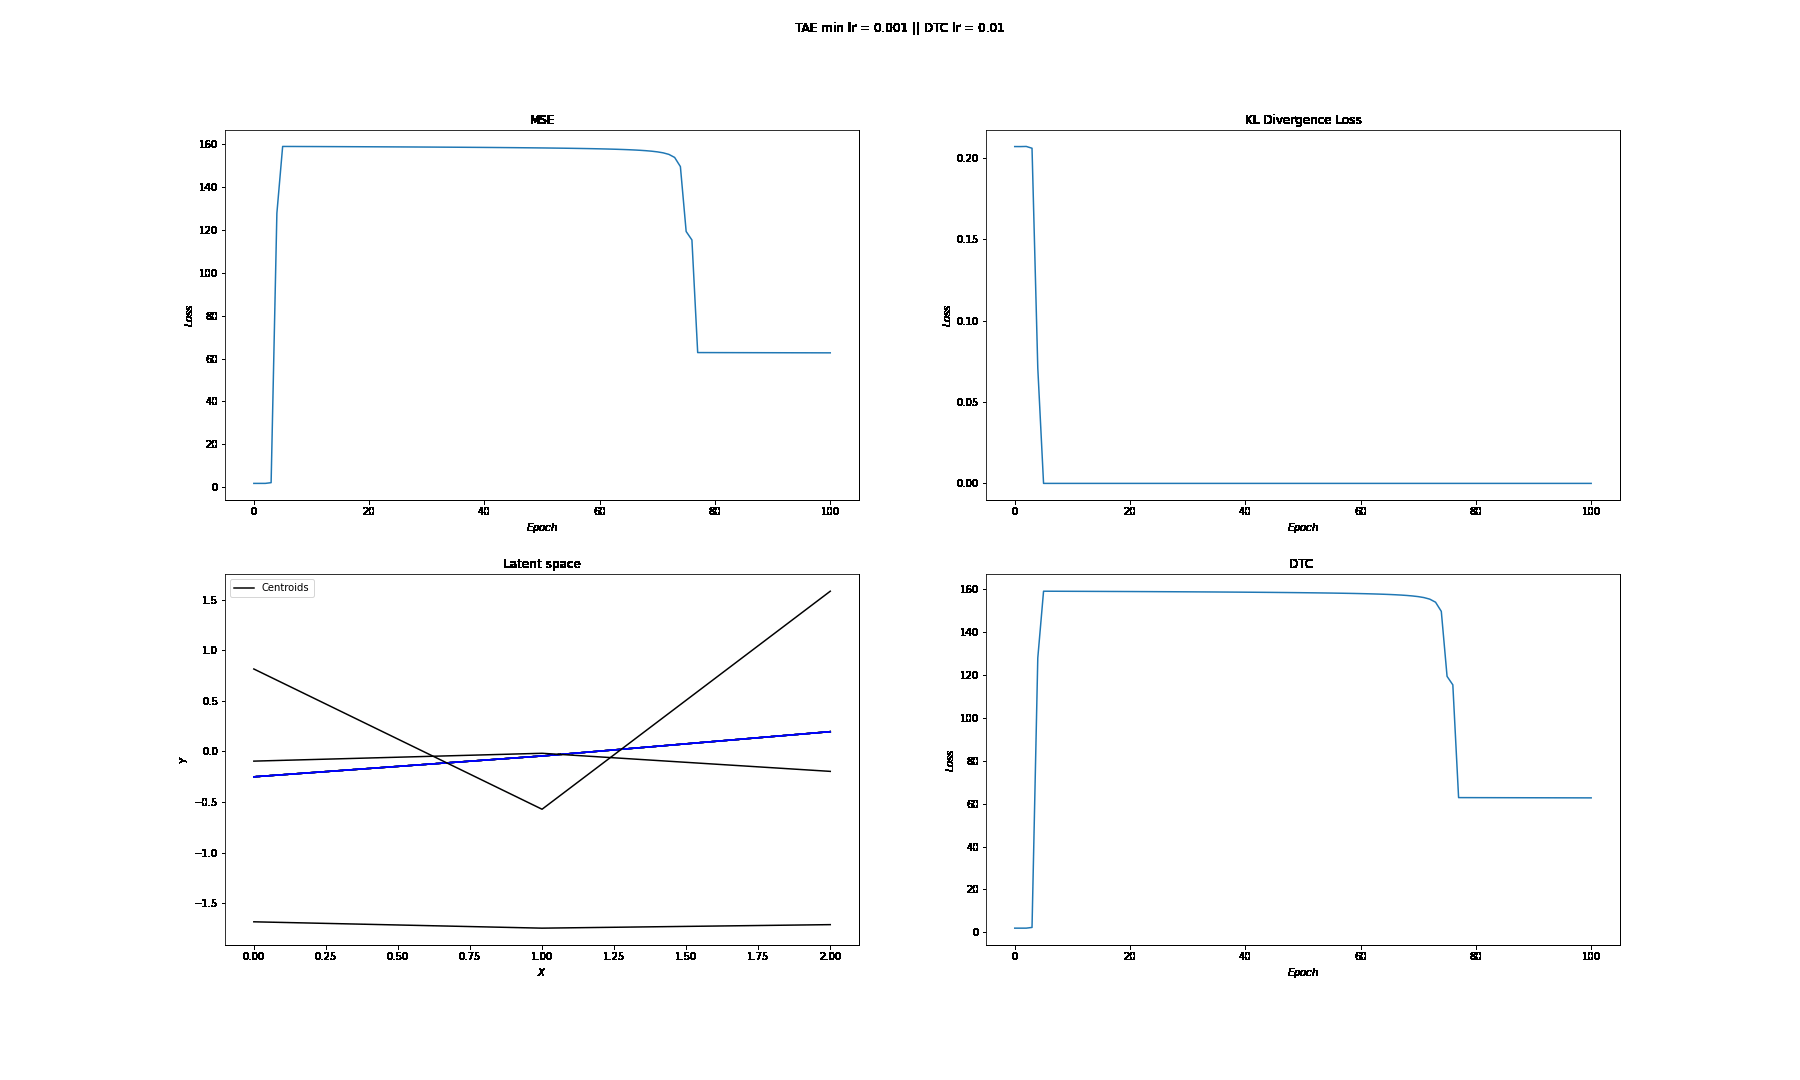 TAE min lr = 0.001 || DTC lr = 0.01
MSE
160
140
120
100
80
60
40
20
0
Loss
0 20 40 60 80 100
Epoch
KL Divergence Loss
0.20
0.15
0.10
0.05
0.00
Loss
0 20 40 60 80 100
Epoch
Latent space
Centroids
1.5
1.0
0.5
0.0
−0.5
−1.0
−1.5
Y
0.00 0.25 0.50 0.75 1.00 1.25 1.50 1.75 2.00
X
DTC
160
140
120
100
80
60
40
20
0
Loss
0 20 40 60 80 100
Epoch